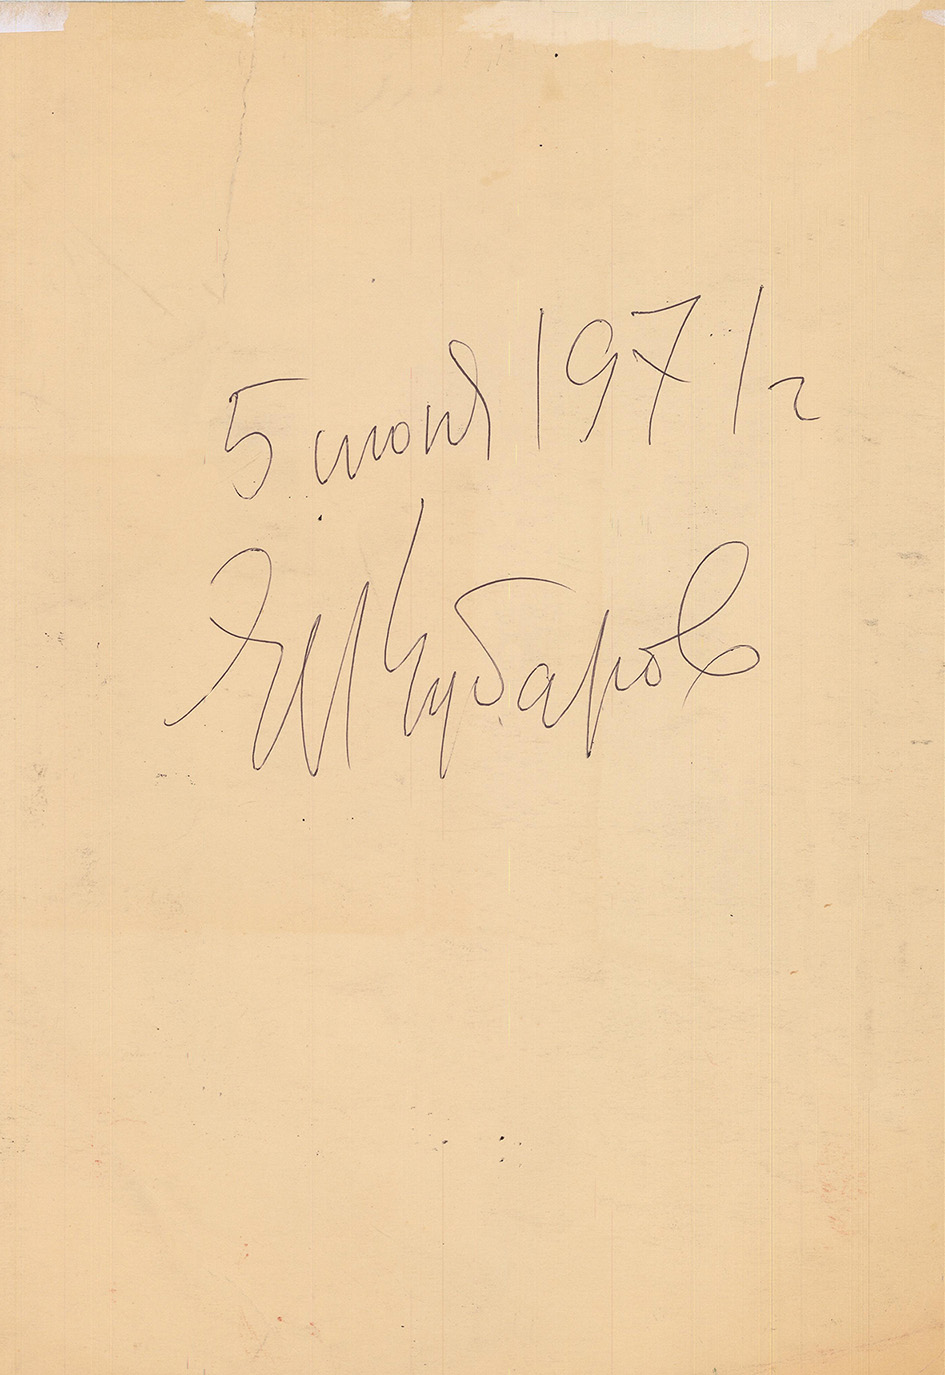 5 июня 1971 г
Чубаров